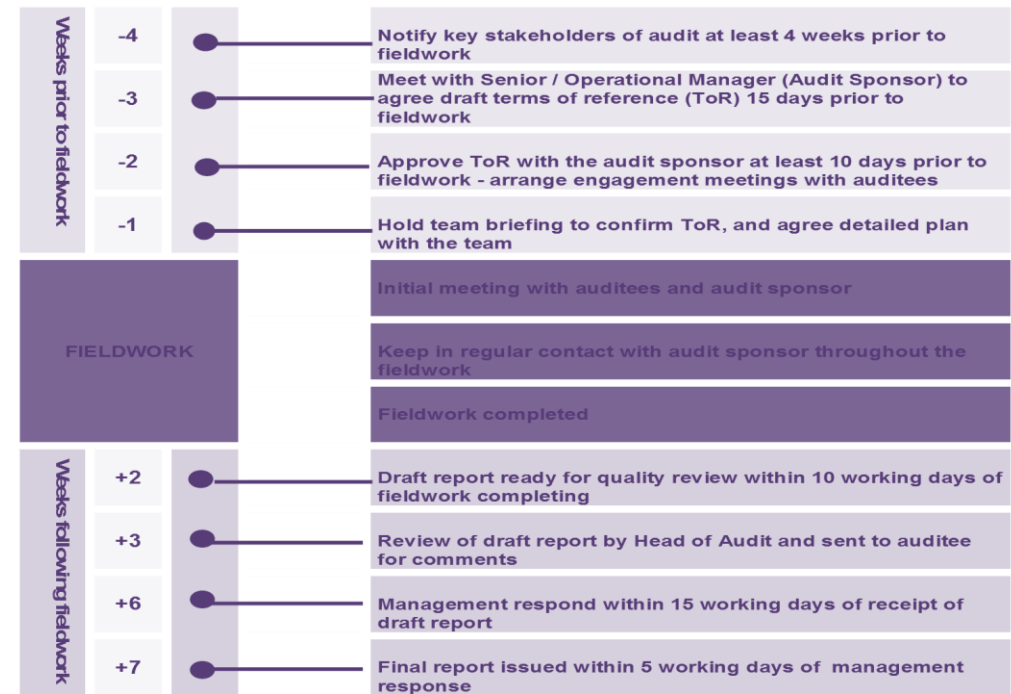 Weeks prior to fieldwork
-4
Notify key stakeholders of audit at least 4 weeks prior to
fieldwork
-3
Meet with Senior / Operational Manager (Audit Sponsor) to
agree draft terms of reference (ToR) 15 days prior to
fieldwork
-2
Approve ToR with the audit sponsor at least 10 days prior to
fieldwork - arrange engagement meetings with auditees
-1
Hold team briefing to confirm ToR, and agree detailed plan
with the team
FIELDWORK
Initial meeting with auditees and audit sponsor
Keep in regular contact with audit sponsor throughout the
fieldwork
Fieldwork completed
Weeks following fieldwork
+2
Draft report ready for quality review within 10 working days of
fieldwork completing
+3
Review of draft report by Head of Audit and sent to auditee
for comments
+6
Management respond within 15 working days of receipt of
draft report
+7
Final report issued within 5 working days of management
response